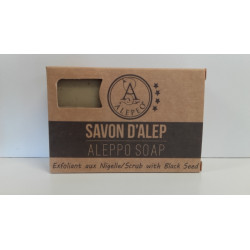 A
ALEPPO
SAVON D'ALEP
ALEPPO SOAP
Exfoliant aux Nigelle/Scrub with Black Seed